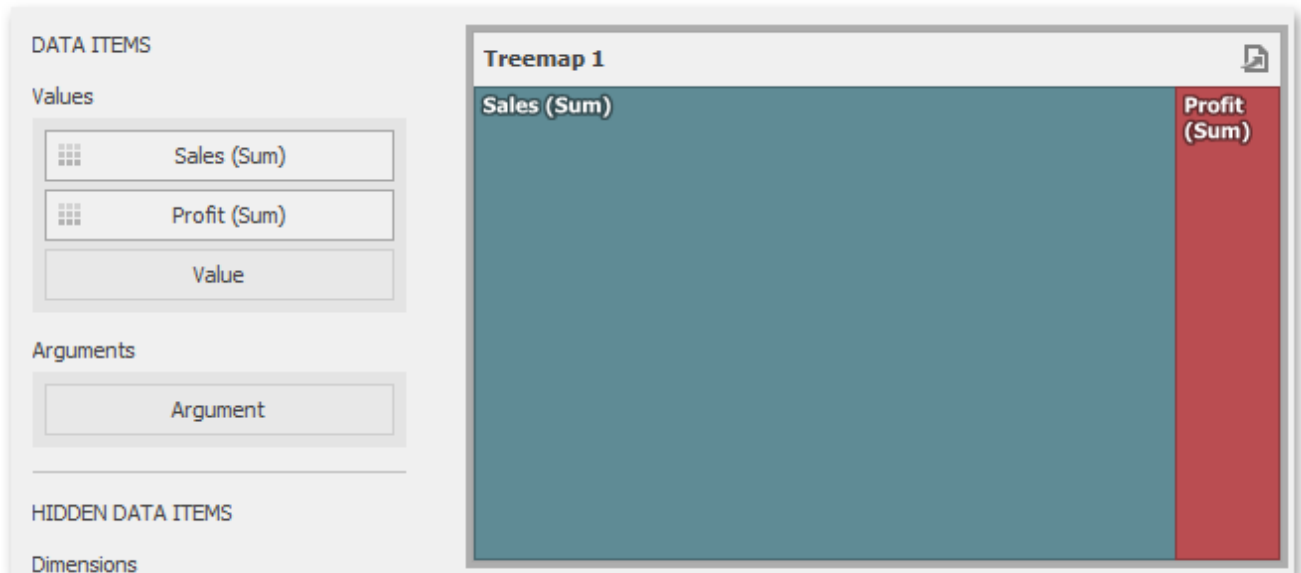 DATA ITEMS
Values
Sales (Sum)
Profit (Sum)
Value
Arguments
Argument
HIDDEN DATA ITEMS
Dimensions
Treemap 1
Sales (Sum)
Profit
(Sum)